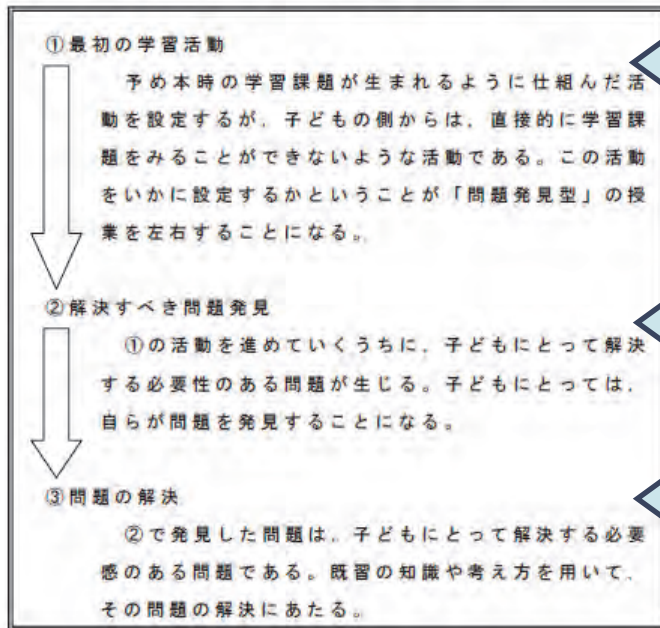 ①最初の学習活動
予め本時の学習課題が生まれるように仕組んだ活
動を設定するが、子どもの側からは、直接的に学習課
題をみることができないような活動である。この活動
をいかに設定するかということが「問題発見型」の授
業を左右することになる。
②解決すべき問題発見
①の活動を進めていくうちに、子どもにとって解決
する必要性のある問題が生じる。子どもにとっては、
自らが問題を発見することになる。
③問題の解決
②で発見した問題は、子どもにとって解決する必要
感のある問題である。既習の知識や考え方を用いて、
その問題の解決にあたる。